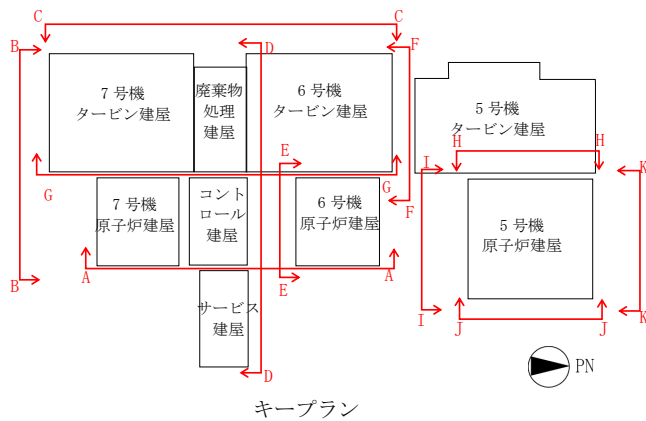 C
C
B
D
F
7号機
タービン建屋
廃棄物
処理
建屋
6号機
タービン建屋
5号機
タービン建屋
E
H
H
I
K
G
G
F
7号機
原子炉建屋
コント
ロール
建屋
6号機
原子炉建屋
5号機
原子炉建屋
B
A
A
E
サービス
建屋
I
J
J
K
D
PN
キープラン